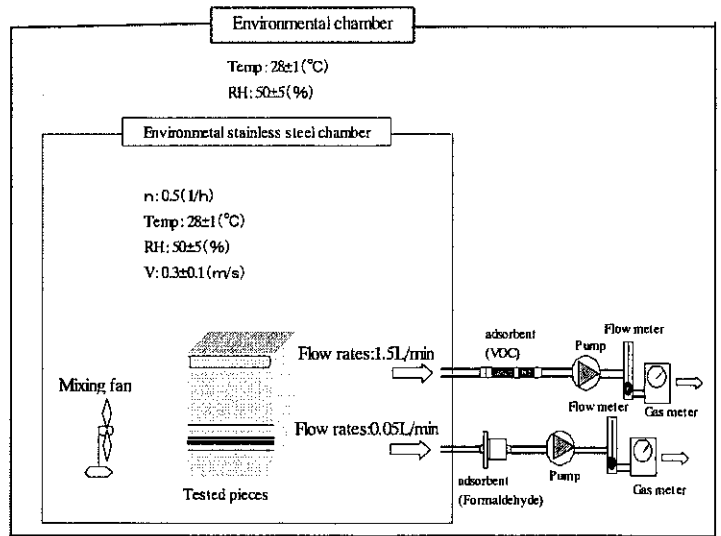 Environmental chamber
Temp: 28±1(°C)
RH: 50±5(%)
Environmetal stainless steel chamber
n: 0.5(1/h)
Temp: 28±1(°C)
RH: 50±5(%)
V: 0.3±0.1(m/s)
Mixing fan
Tested pieces
Flow rates:1.5L/min
adsorbent
(VOC)
Pump
Flow meter
Gas meter
Flow rates:0.05L/min
adsorbent
(Formaldehyde)
Pump
Flow meter
Gas meter